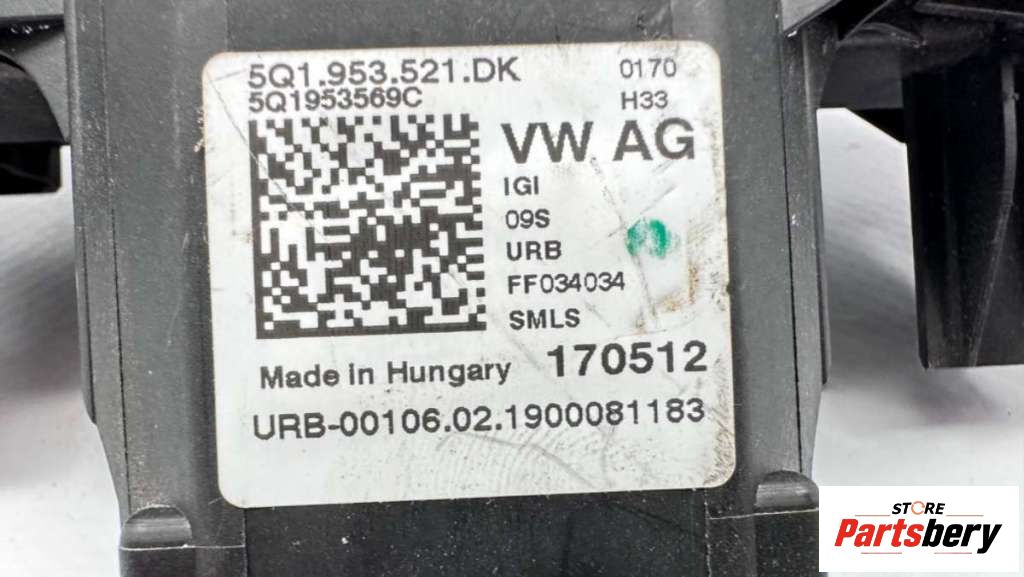 5Q1.953.521.DK 0170
5Q1953569C H33
VW AG
IGI
09S
URB
FF034034
SMLS
Made in Hungary 170512
URB-00106.02.1900081183
STORE
Partsbery